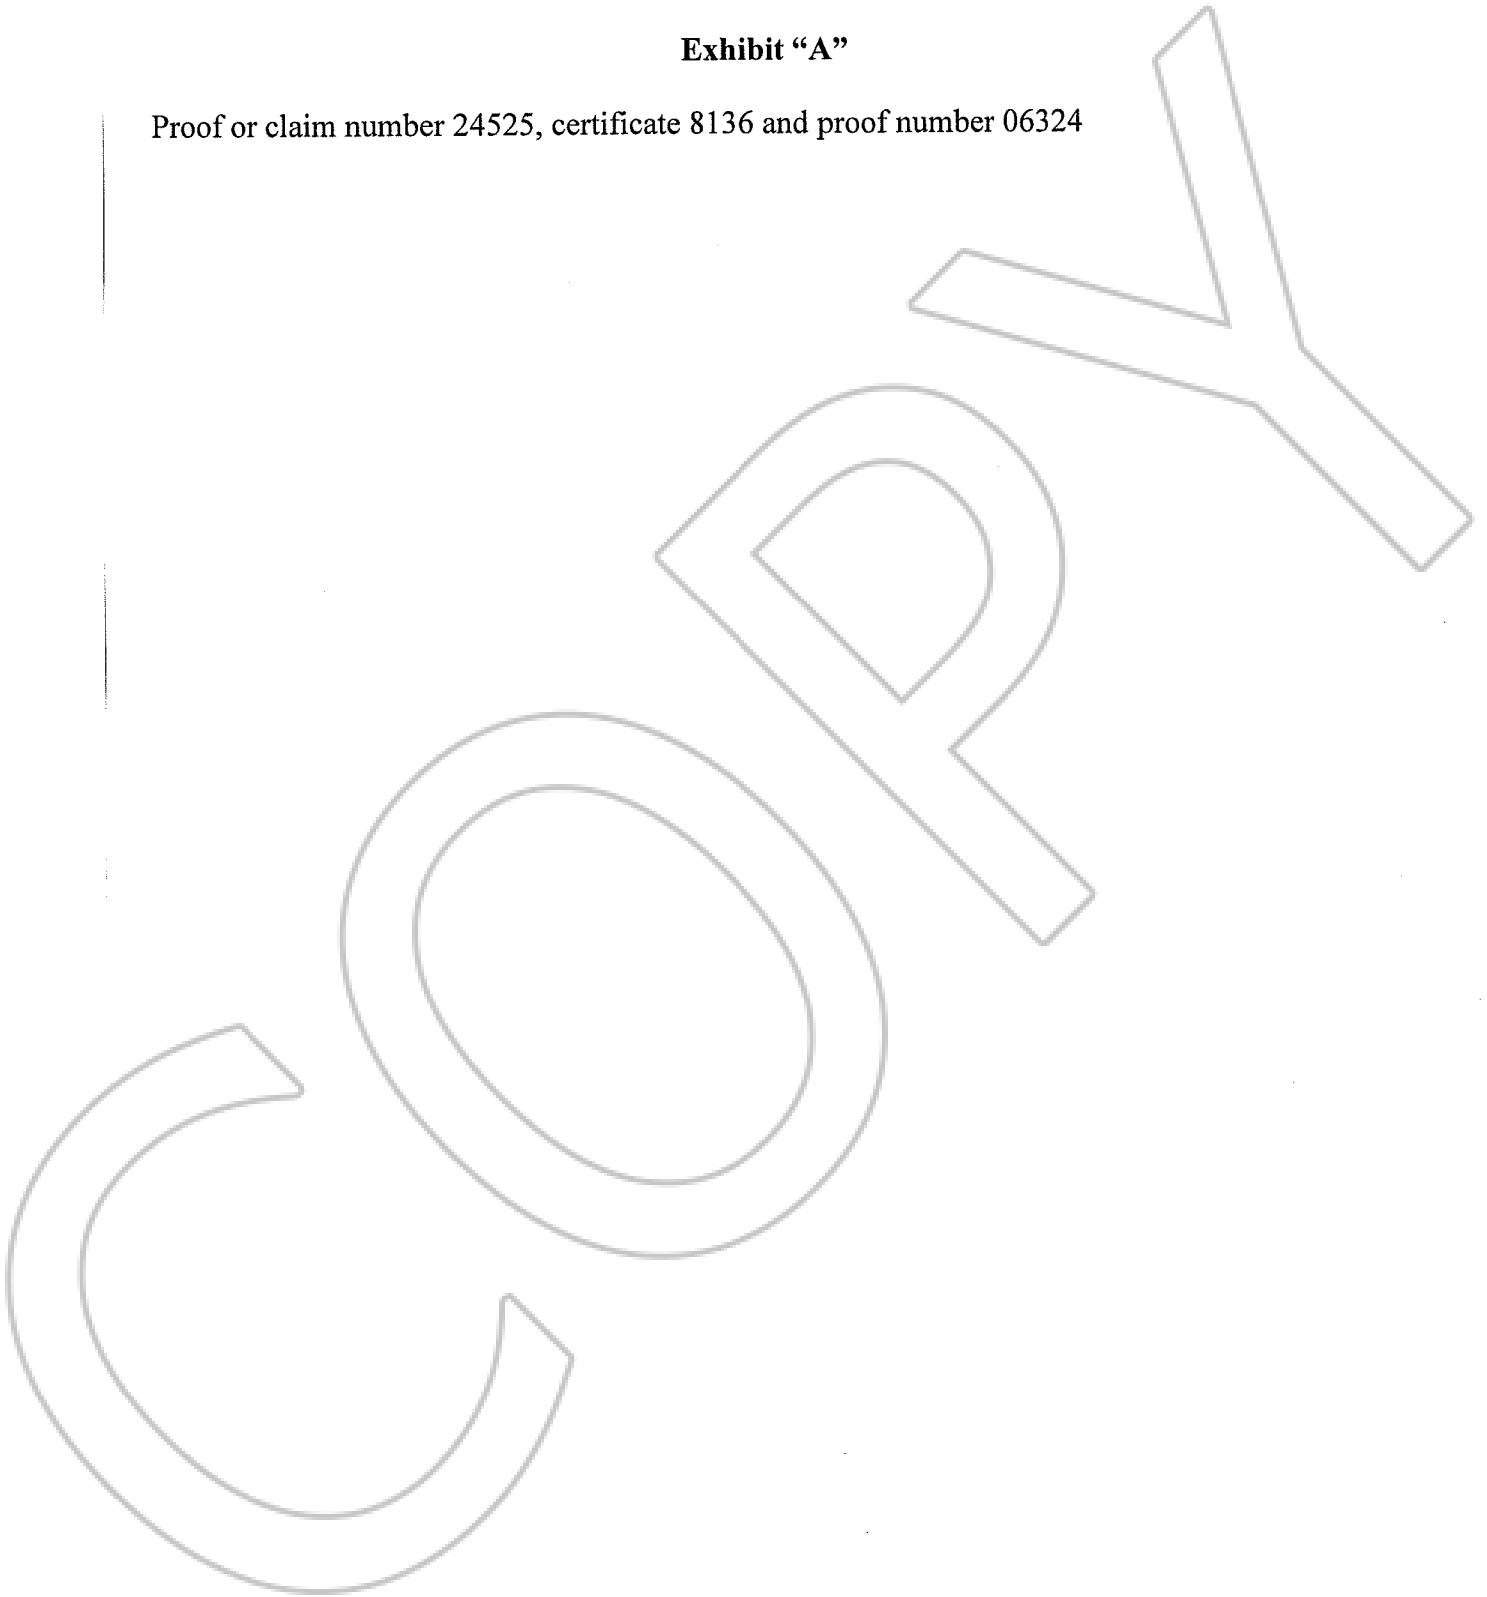 Exhibit “A”
Proof or claim number 24525, certificate 8136 and proof number 06324
COPY